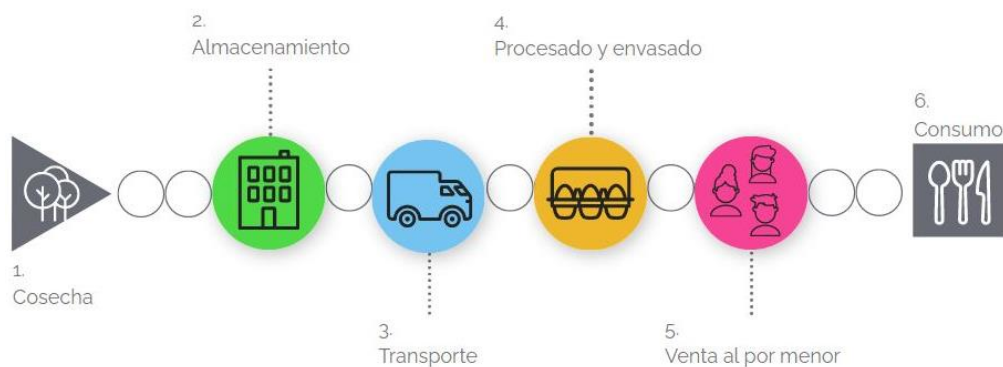 1.
Cosecha
2.
Almacenamiento
3.
Transporte
4.
Procesado y envasado
5.
Venta al por menor
6.
Consumo